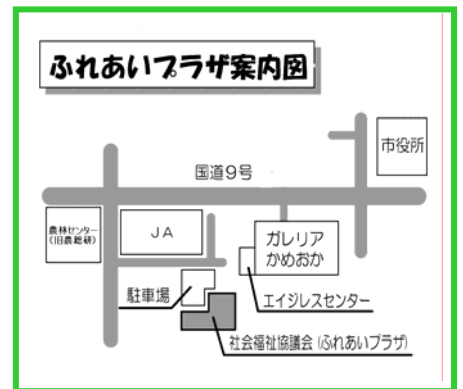 ふれあいプラザ案内図
市役所
国道9号
農林センター
(旧農総研)
JA
ガレリア
かめおか
駐車場
エイジレスセンター
社会福祉協議会(ふれあいプラザ)